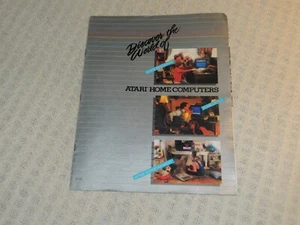 Discover the
World of
ATARI HOME COMPUTERS